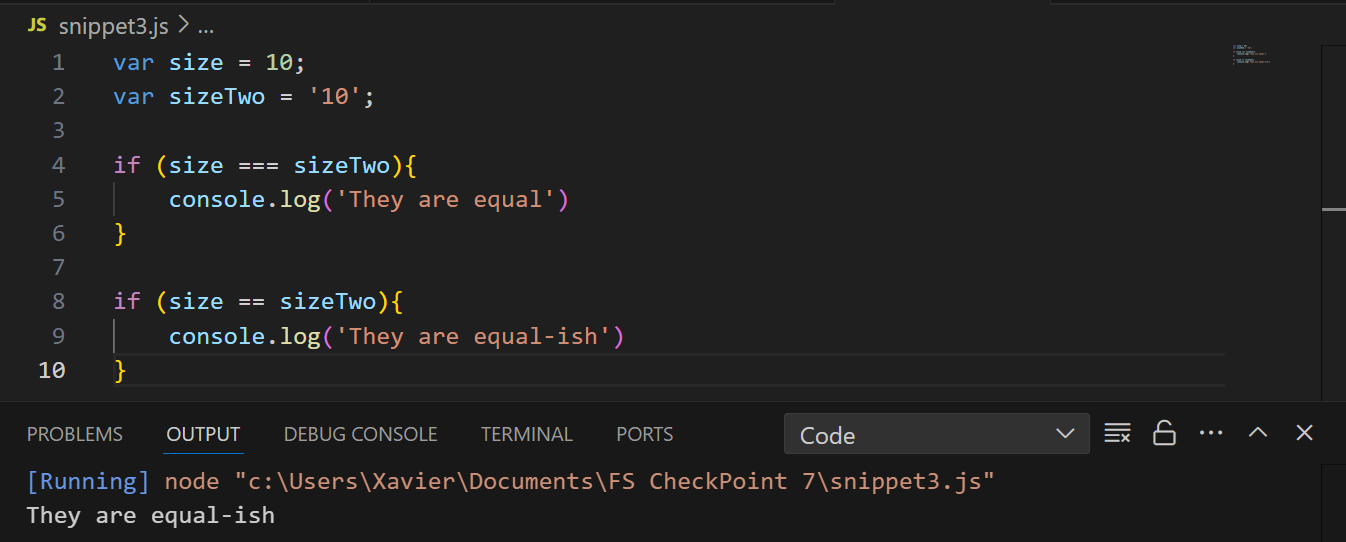 JS snippet3.js > ...
1 var size = 10;
2 var sizeTwo = '10';
3
4 if (size === sizeTwo){
5     console.log('They are equal')
6 }
7
8 if (size == sizeTwo){
9     console.log('They are equal-ish')
10 }
PROBLEMS OUTPUT DEBUG CONSOLE TERMINAL PORTS Code
[Running] node "c:\Users\Xavier\Documents\FS CheckPoint 7\snippet3.js"
They are equal-ish